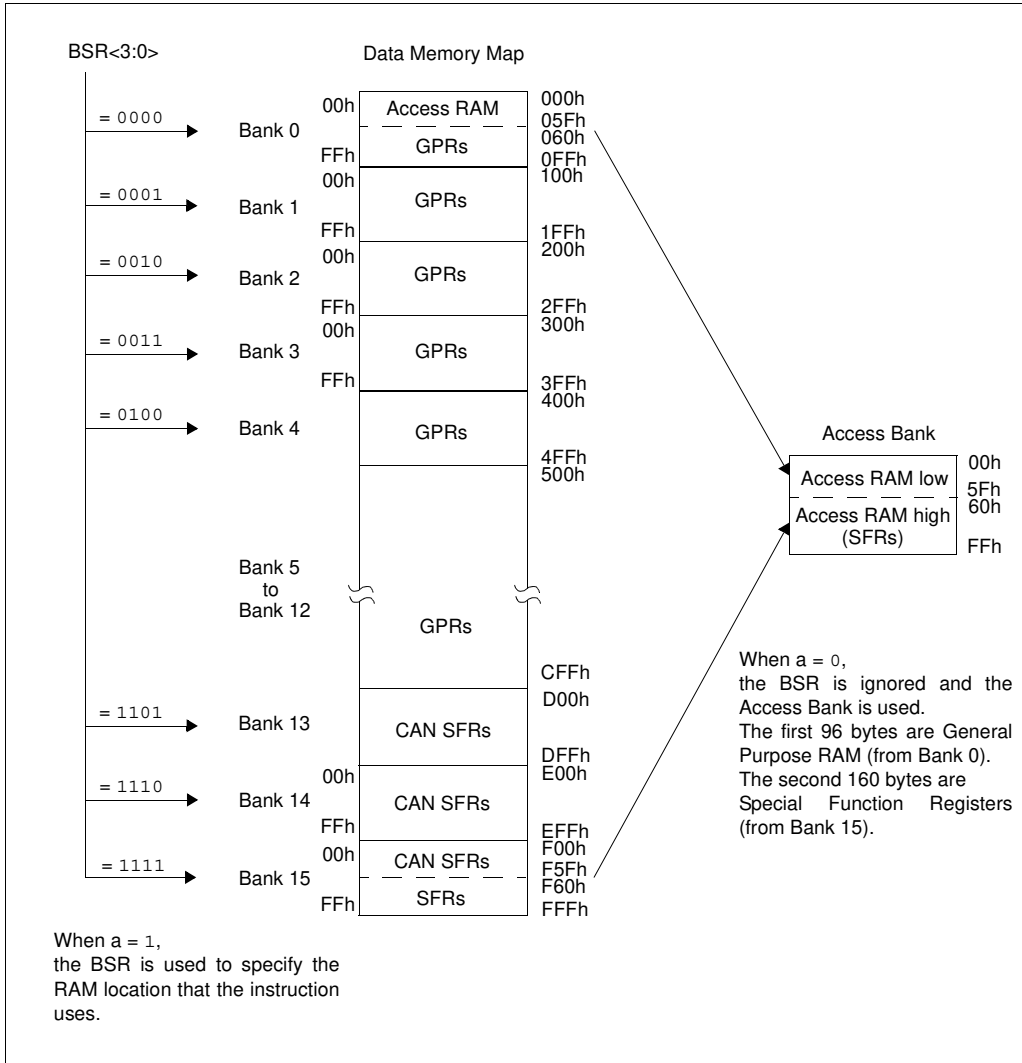 BSR<3:0>
Data Memory Map
= 0000
Bank 0
00h
Access RAM
000h
05Fh
060h
FFh
GPRs
0FFh
= 0001
Bank 1
00h
GPRs
100h
FFh
1FFh
= 0010
Bank 2
00h
GPRs
200h
FFh
2FFh
= 0011
Bank 3
00h
GPRs
300h
FFh
3FFh
= 0100
Bank 4
GPRs
400h
4FFh
500h
Bank 5
to
Bank 12
GPRs
CFFh
= 1101
Bank 13
CAN SFRs
D00h
DFFh
= 1110
Bank 14
00h
CAN SFRs
E00h
FFh
EFFh
= 1111
Bank 15
00h
CAN SFRs
F00h
F5Fh
F60h
FFh
SFRs
FFFh
Access Bank
Access RAM low
00h
5Fh
Access RAM high
(SFRs)
60h
FFh
When a = 0,
the BSR is ignored and the
Access Bank is used.
The first 96 bytes are General
Purpose RAM (from Bank 0).
The second 160 bytes are
Special Function Registers
(from Bank 15).
When a = 1,
the BSR is used to specify the
RAM location that the instruction
uses.